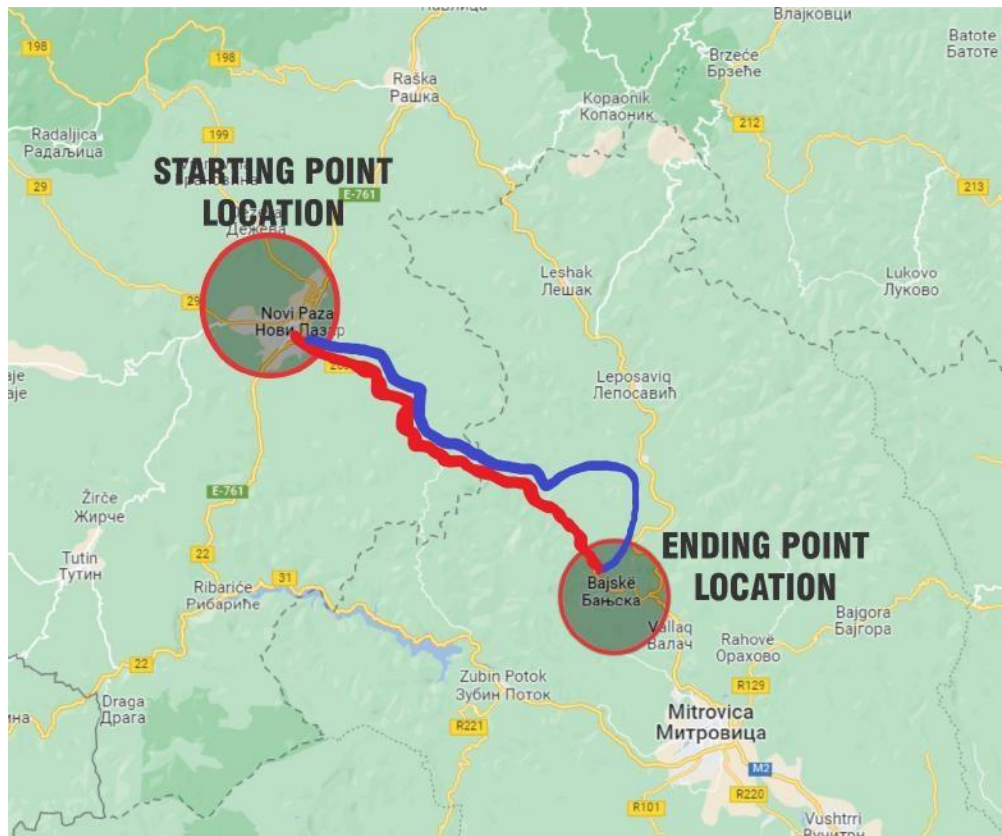 Влајковци
Batote
Батоте
198
198
Brzeće
Брзеће
Raška
Рашка
Kopaonik
Копаоник
Radaljica
Радаљица
199
212
STARTING POINT
LOCATION
29
E-761
213
Дежева
Leshak
Лешак
Lukovo
Луково
29
Novi Paza
Нови Пазар
Leposaviq
Лепосавић
E-761
Žirče
Жирче
Tutin
Тутин
22
31
Ribariće
Рибариће
ENDING POINT
LOCATION
Bajskë
Бањска
Bajgora
Бајгора
Vallaq
Валач
Rahovë
Орахово
22
Zubin Potok
Зубин Поток
R129
Draga
Драга
Mitrovica
Митровица
R221
M2
R101
R220
Vushtrri